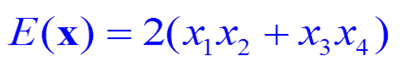 E(x) = 2(x₁x₂ + x₃x₄)